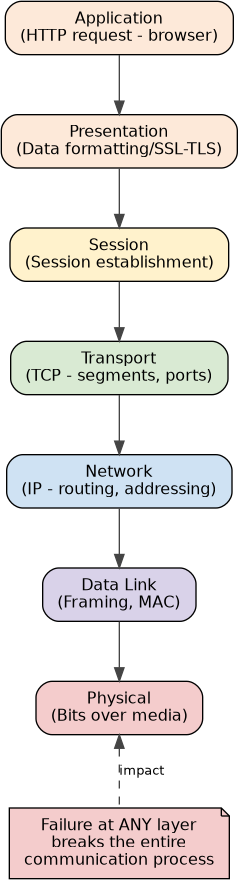 Application
(HTTP request - browser)
Presentation
(Data formatting/SSL-TLS)
Session
(Session establishment)
Transport
(TCP - segments, ports)
Network
(IP - routing, addressing)
Data Link
(Framing, MAC)
Physical
(Bits over media)
impact
Failure at ANY layer
breaks the entire
communication process